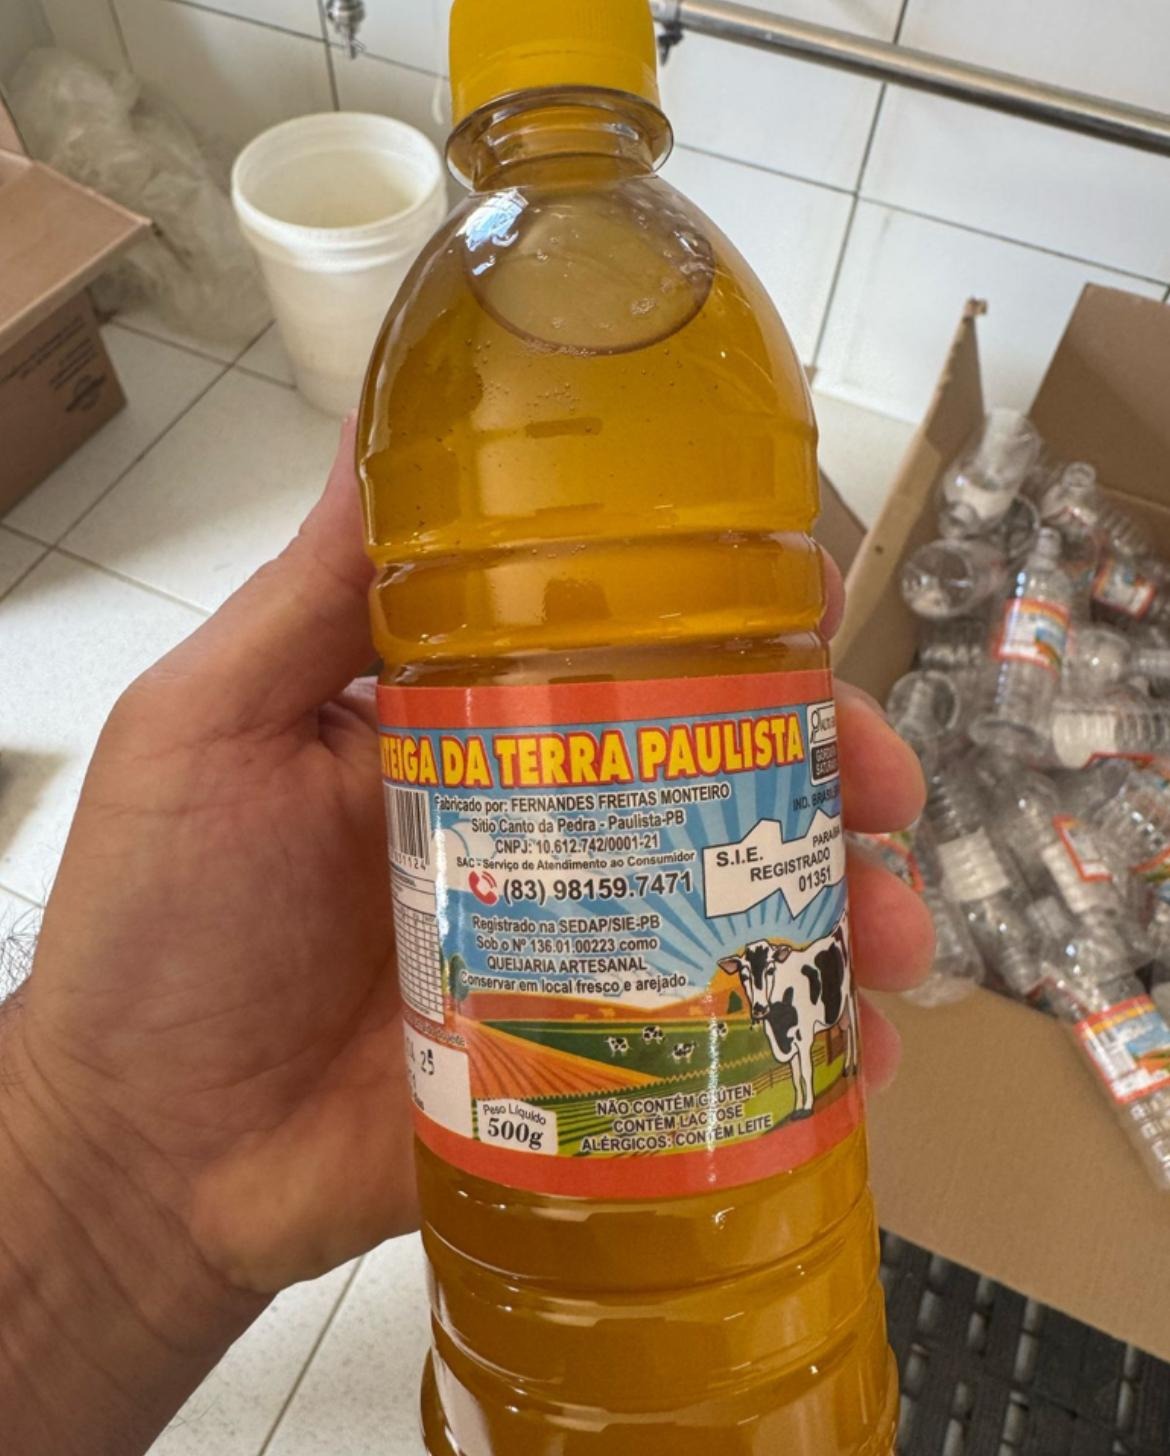 TEIGA DA TERRA PAULISTA
Fabricado por: FERNANDES FREITAS MONTEIRO
Sítio Canto da Pedra - Paulista-PB
CNPJ: 10.612.742/0001-21
SAC - Serviço de Atendimento ao Consumidor
(83) 98159.7471
Registrado na SEDAP/SIE-PB
Sob o Nº 136.01.00223 como
QUEIJARIA ARTESANAL
Conservar em local fresco e arejado
IND. BRASILE
S.I.E.
PARAÍBA
REGISTRADO
01351
25
Peso Líquido
500g
NÃO CONTÉM GLÚTEN.
CONTÉM LACTOSE
ALÉRGICOS: CONTÉM LEITE